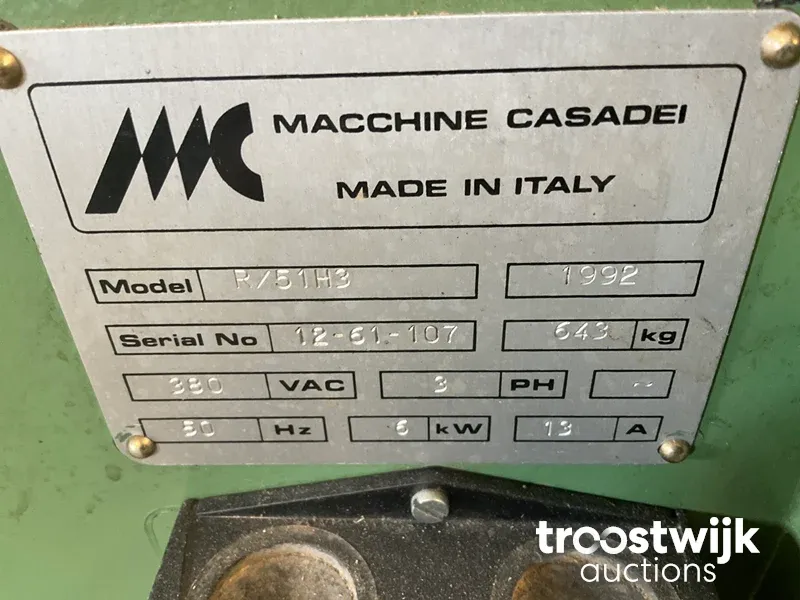 MC MACCHINE CASADEI
MADE IN ITALY
Model R/51H3 1992
Serial No 12-61-107 643 kg
380 VAC 3 PH ~
50 Hz 6 kW 13 A
troostwijk
auctions